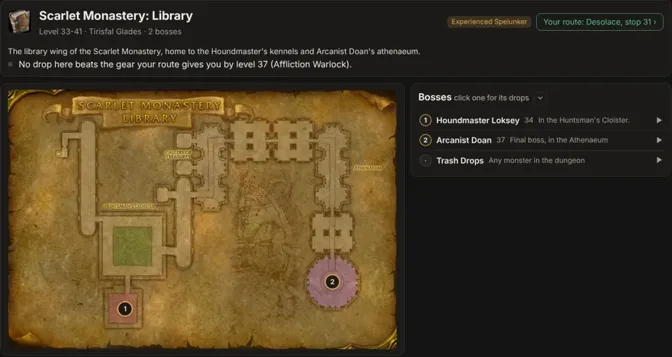 Scarlet Monastery: Library
Level 33-41 · Tirisfal Glades · 2 bosses
Experienced Spelunker
Your route: Desolace, stop 31 ›
The library wing of the Scarlet Monastery, home to the Houndmaster's kennels and Arcanist Doan's athenaeum.
No drop here beats the gear your route gives you by level 37 (Affliction Warlock).
SCARLET MONASTERY
LIBRARY
HUNTSMAN'S CLOISTER
ATHENAEUM
1
2
Bosses click one for its drops
1 Houndmaster Loksey 34 In the Huntsman's Cloister.
2 Arcanist Doan 37 Final boss, in the Athenaeum
· Trash Drops Any monster in the dungeon